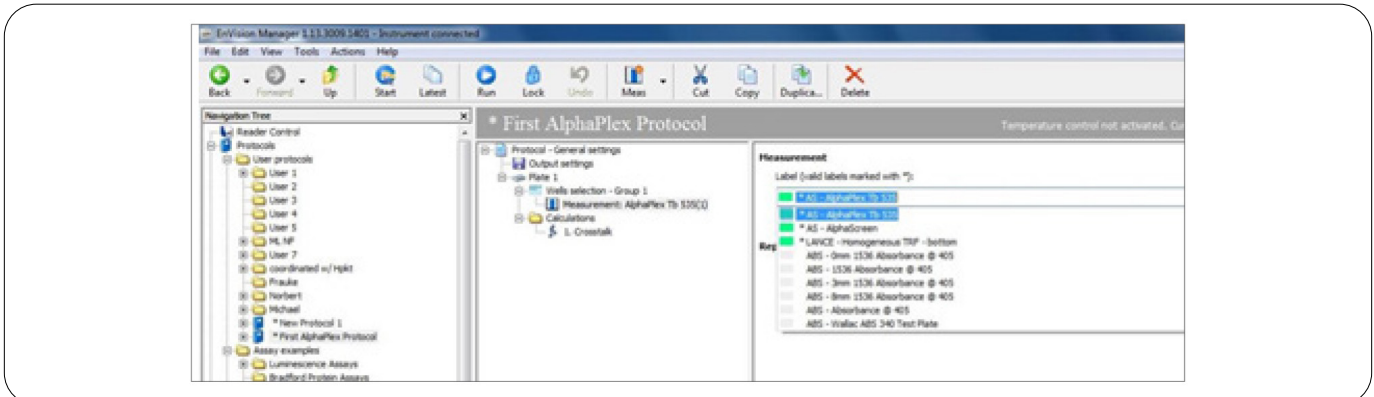 EnVision Manager 1.13.3009.1401 - Instrument connected
File Edit View Tools Actions Help
Back Forward Up Start Latest Run Lock Undo Meas Cut Copy Duplica... Delete
Navigation Tree
Reader Control
Protocols
User protocols
User 1
User 2
User 3
User 4
User 5
ML NF
User 7
coordinated w/ Hpkt
Frauke
Norbert
Michael
* New Protocol 1
* First AlphaPlex Protocol
Assay examples
Luminescence Assays
Bradford Protein Assays
* First AlphaPlex Protocol
Temperature control not activated. Cu
Protocol - General settings
Output settings
Plate 1
Wells selection - Group 1
Measurement: AlphaPlex Tb 535(1)
Calculations
1. Crosstalk
Measurement
Label (valid labels marked with *):
* AS - AlphaPlex Tb 535
* AS - AlphaPlex Tb 535
* AS - AlphaScreen
* LANCE - Homogeneous TRF - bottom
Rep
ABS - 0mm 1536 Absorbance @ 405
ABS - 1536 Absorbance @ 405
ABS - 3mm 1536 Absorbance @ 405
ABS - 8mm 1536 Absorbance @ 405
ABS - Absorbance @ 405
ABS - Wallac ABS 340 Test Plate